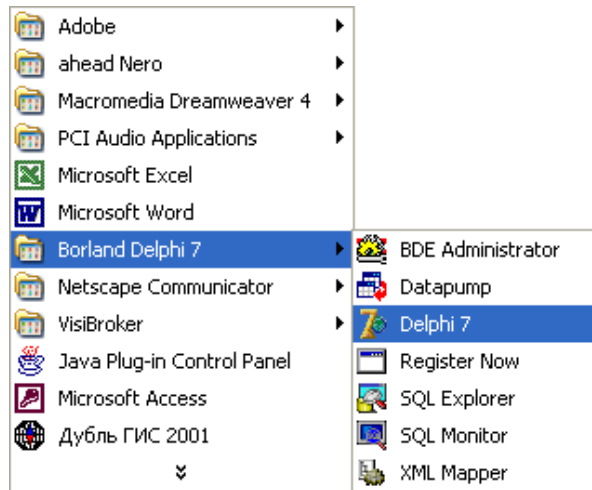 Adobe
ahead Nero
Macromedia Dreamweaver 4
PCI Audio Applications
Microsoft Excel
Microsoft Word
Borland Delphi 7
Netscape Communicator
VisiBroker
Java Plug-in Control Panel
Microsoft Access
Дубль ГИС 2001
BDE Administrator
Datapump
Delphi 7
Register Now
SQL Explorer
SQL Monitor
XML Mapper